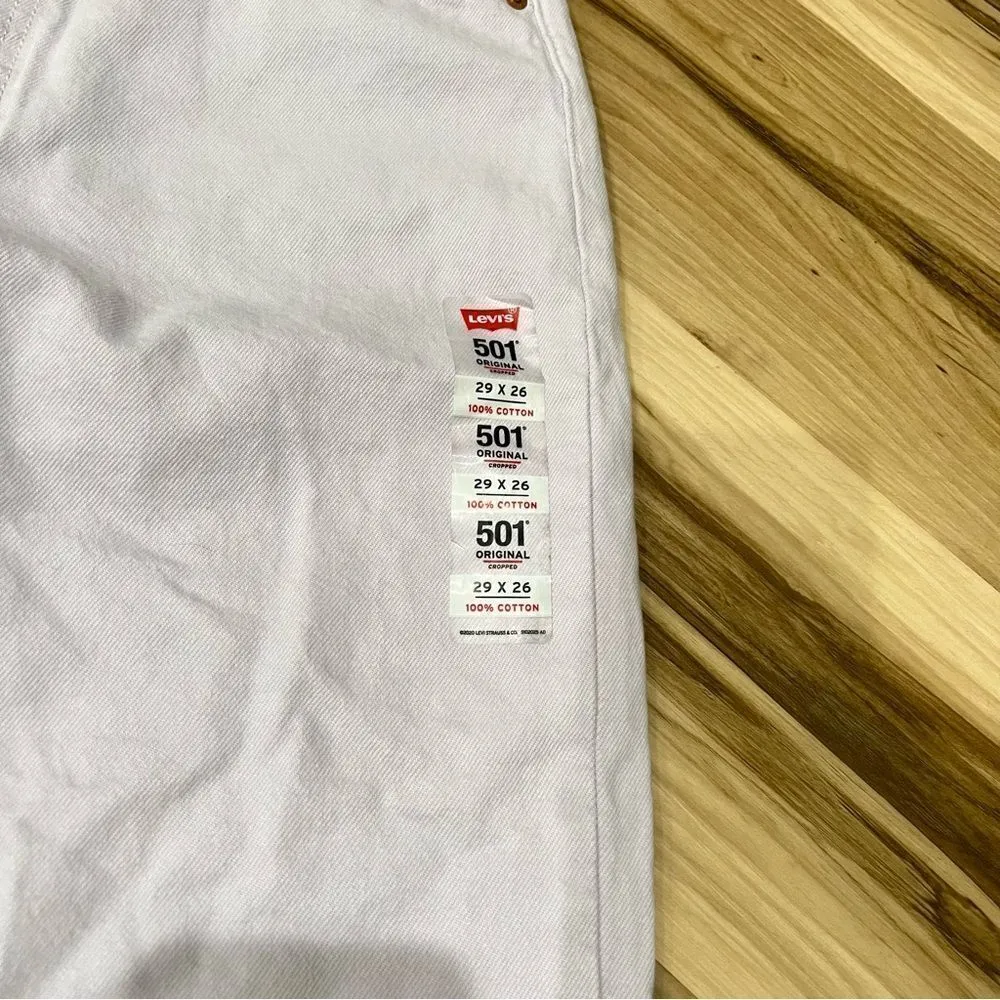 Levi's®
501®
ORIGINAL
CROPPED
29 X 26
100% COTTON
501®
ORIGINAL
CROPPED
29 X 26
100% COTTON
501®
ORIGINAL
CROPPED
29 X 26
100% COTTON
©2020 LEVI STRAUSS & CO.